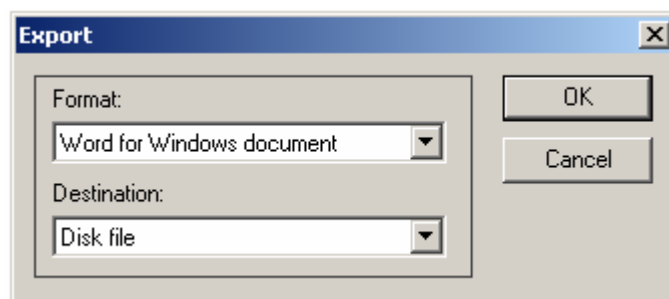 Export
Format:
Word for Windows document
Destination:
Disk file
OK
Cancel